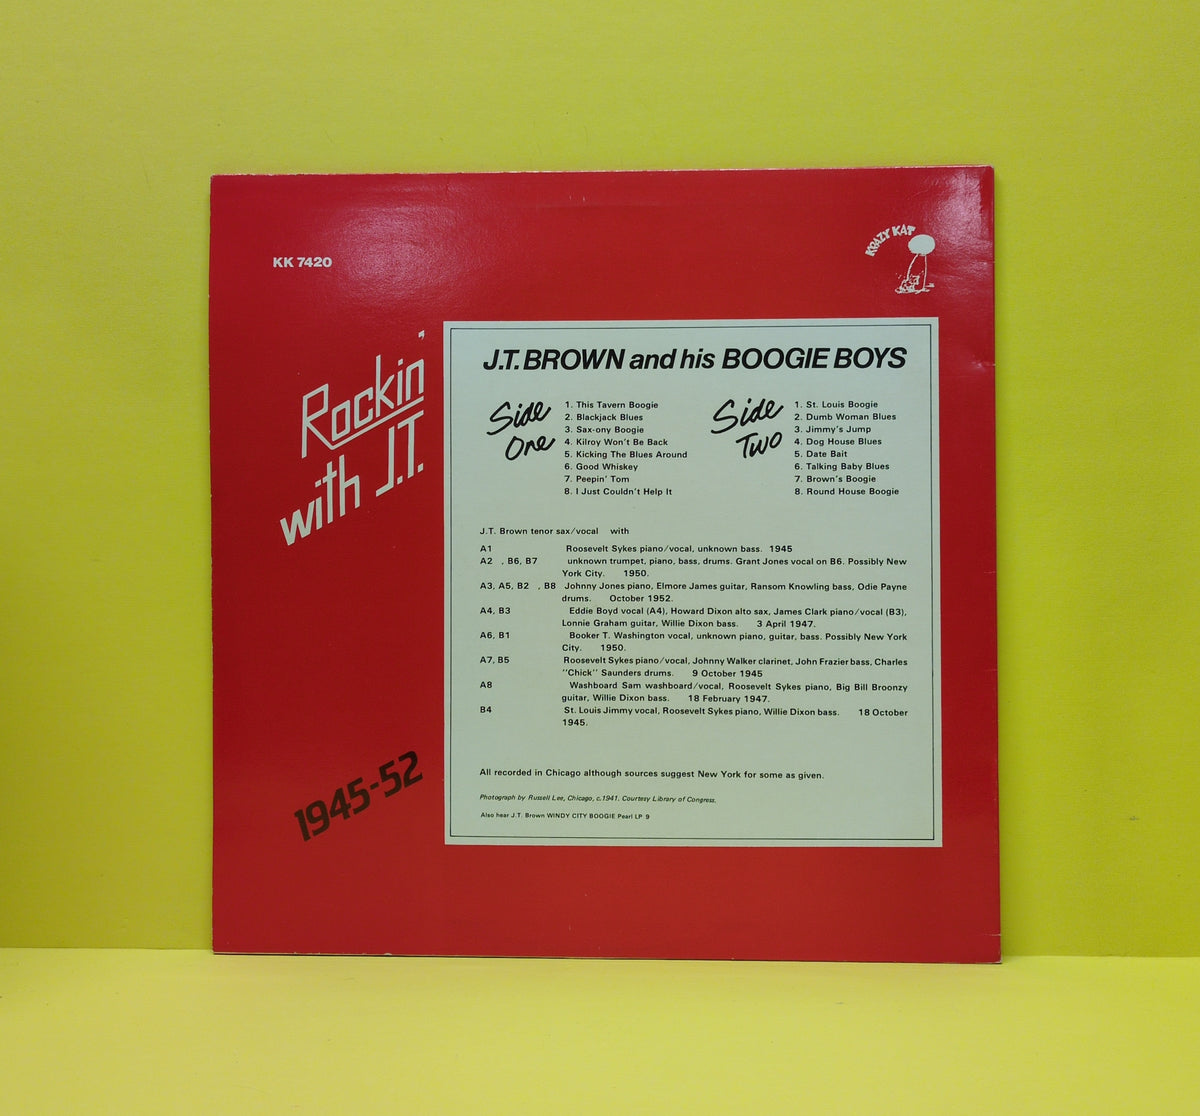 KK 7420
KRAZY KAT
Rockin'
with J.T.
1945-52
J.T. BROWN and his BOOGIE BOYS
Side
One
1. This Tavern Boogie
2. Blackjack Blues
3. Sax-ony Boogie
4. Kilroy Won't Be Back
5. Kicking The Blues Around
6. Good Whiskey
7. Peepin' Tom
8. I Just Couldn't Help It
Side
Two
1. St. Louis Boogie
2. Dumb Woman Blues
3. Jimmy's Jump
4. Dog House Blues
5. Date Bait
6. Talking Baby Blues
7. Brown's Boogie
8. Round House Boogie
J.T. Brown tenor sax/vocal with
A1 Roosevelt Sykes piano/vocal, unknown bass. 1945
A2 , B6, B7 unknown trumpet, piano, bass, drums. Grant Jones vocal on B6. Possibly New
York City. 1950.
A3, A5, B2 , B8 Johnny Jones piano, Elmore James guitar, Ransom Knowling bass, Odie Payne
drums. October 1952.
A4, B3 Eddie Boyd vocal (A4), Howard Dixon alto sax, James Clark piano/vocal (B3),
Lonnie Graham guitar, Willie Dixon bass. 3 April 1947.
A6, B1 Booker T. Washington vocal, unknown piano, guitar, bass. Possibly New York
City. 1950.
A7, B5 Roosevelt Sykes piano/vocal, Johnny Walker clarinet, John Frazier bass, Charles
"Chick" Saunders drums. 9 October 1945
A8 Washboard Sam washboard/vocal, Roosevelt Sykes piano, Big Bill Broonzy
guitar, Willie Dixon bass. 18 February 1947.
B4 St. Louis Jimmy vocal, Roosevelt Sykes piano, Willie Dixon bass. 18 October
1945.
All recorded in Chicago although sources suggest New York for some as given.
Photograph by Russell Lee, Chicago, c.1941. Courtesy Library of Congress.
Also hear J.T. Brown WINDY CITY BOOGIE Pearl LP 9